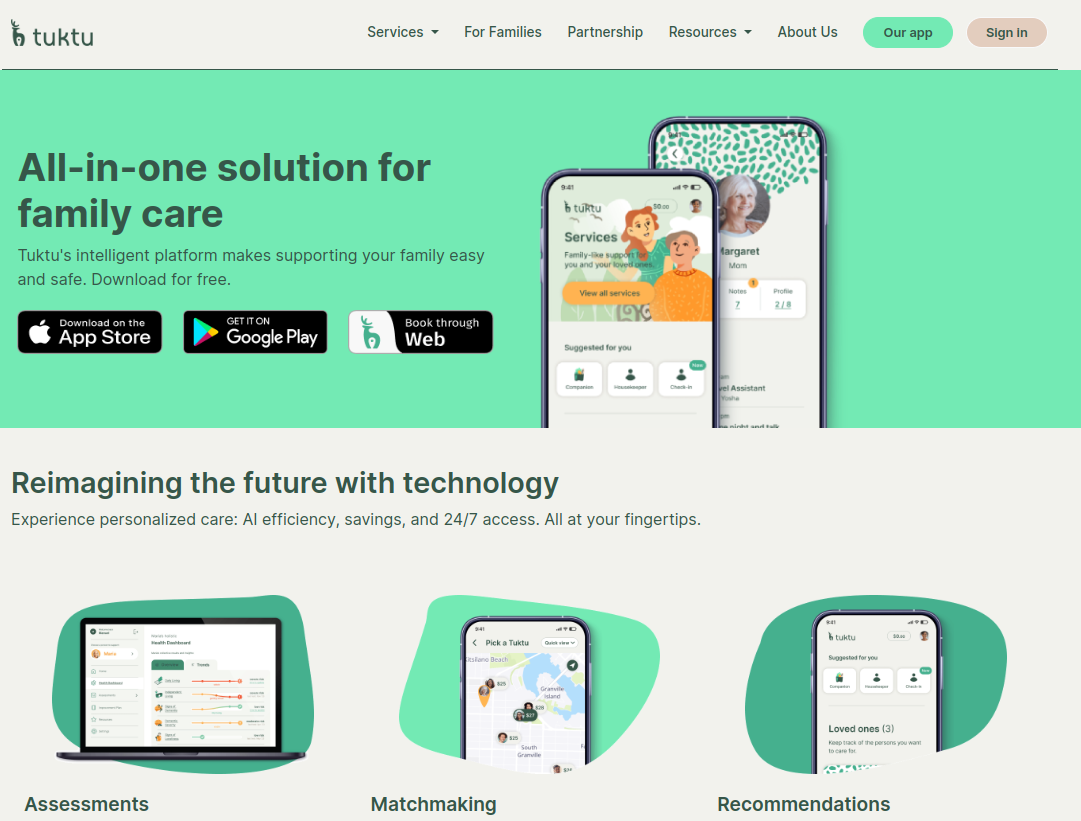 tuktu
Services
For Families
Partnership
Resources
About Us
Our app
Sign in
All-in-one solution for
family care
Tuktu's intelligent platform makes supporting your family easy
and safe. Download for free.
Download on the
App Store
GET IT ON
Google Play
Book through
Web
9:41
tuktu
$0.00
Services
Family-like support for
you and your loved ones.
View all services
Suggested for you
Companion
Housekeeper
Check-in
New
Margaret
Mom
Notes
1
Profile
7
2 / 8
Yosha
Reimagining the future with technology
Experience personalized care: AI efficiency, savings, and 24/7 access. All at your fingertips.
Health Dashboard
Trends
9:41
Pick a Tuktu
Quick view
Kitsilano Beach
$29
Granville
Island
$28
$27
$25
South
Granville
9:41
tuktu
$0.00
Suggested for you
Companion
Housekeeper
Check-in
New
Loved ones (3)
Keep track of the persons you want
to care for.
Assessments
Matchmaking
Recommendations